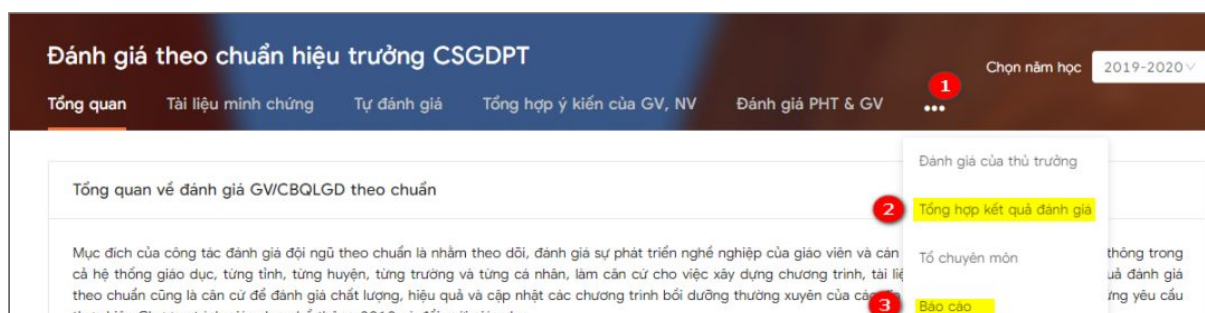 Đánh giá theo chuẩn hiệu trưởng CSGDPT
Chọn năm học 2019-2020
Tổng quan Tài liệu minh chứng Tự đánh giá Tổng hợp ý kiến của GV, NV Đánh giá PHT & GV ... 1
Đánh giá của thủ trưởng
Tổng quan về đánh giá GV/CBQLGD theo chuẩn
2 Tổng hợp kết quả đánh giá
Mục đích của công tác đánh giá đội ngũ theo chuẩn là nhằm theo dõi, đánh giá sự phát triển nghề nghiệp của giáo viên và cán Tổ chuyên môn thông trong
cả hệ thống giáo dục, từng tỉnh, từng huyện, từng trường và từng cá nhân, làm căn cứ cho việc xây dựng chương trình, tài đánh giá
theo chuẩn cũng là căn cứ để đánh giá chất lượng, hiệu quả và cập nhật các chương trình bồi dưỡng thường xuyên của 3 Báo cáo yêu cầu